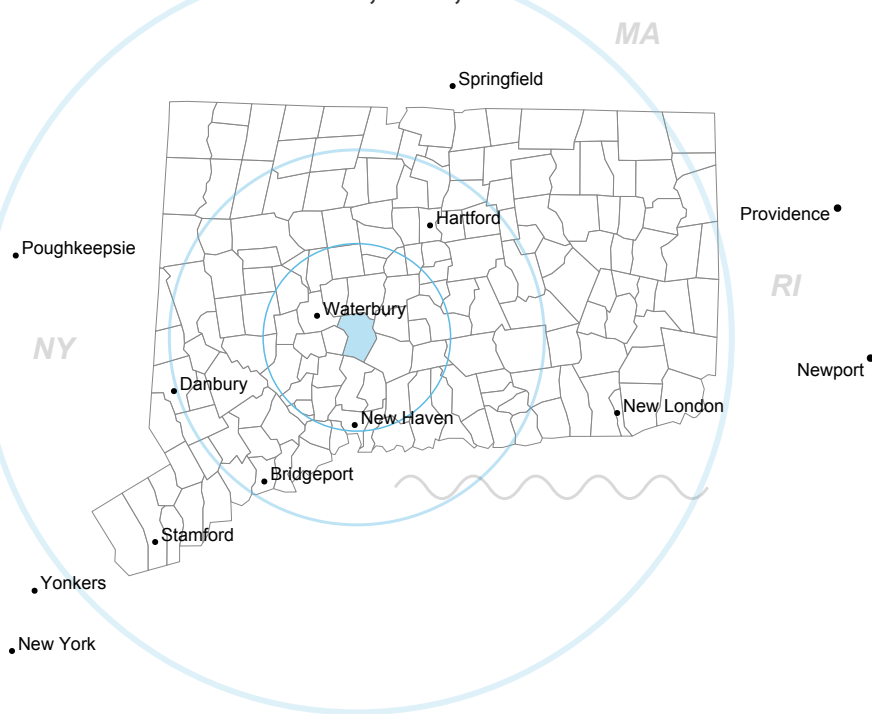 MA
Springfield
Providence
Hartford
Poughkeepsie
RI
Waterbury
NY
Newport
Danbury
New London
New Haven
Bridgeport
Stamford
Yonkers
New York